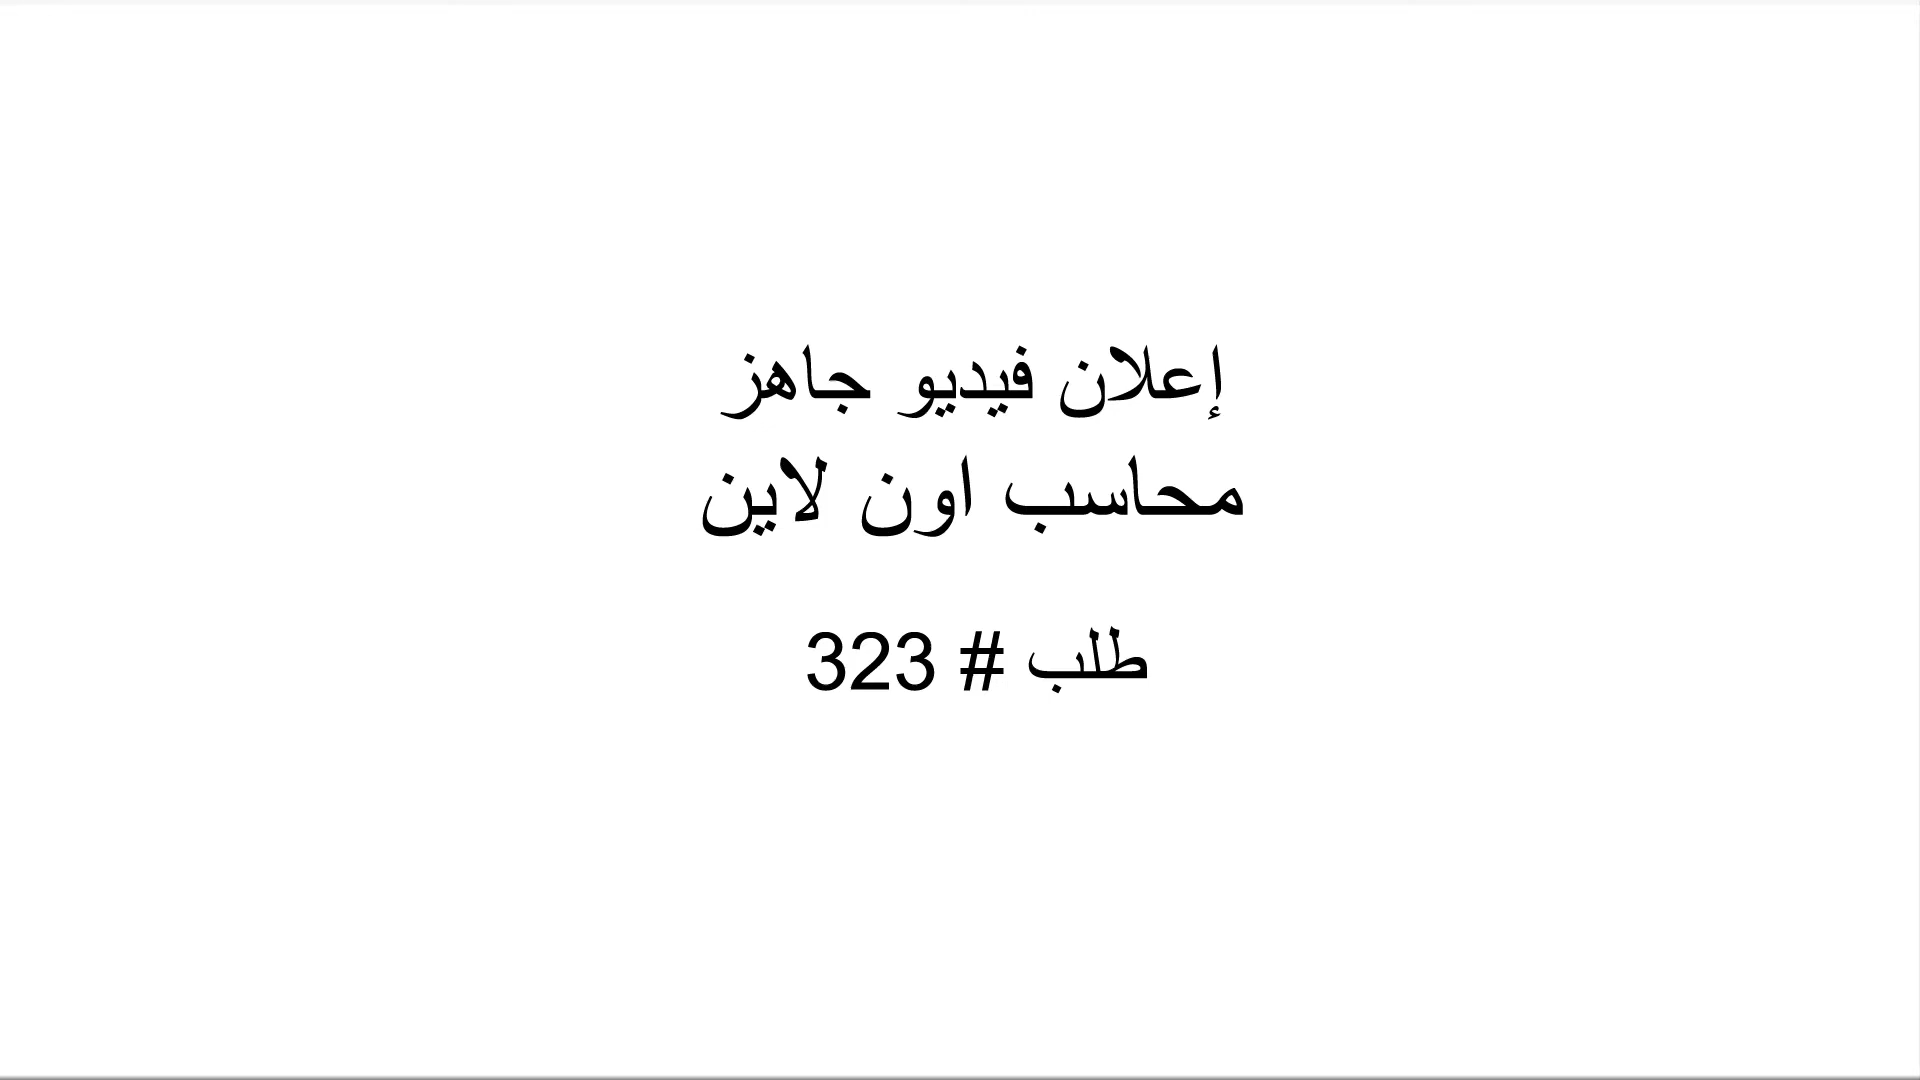 إعلان فيديو جاهز
محاسب اون لاين
طلب # 323